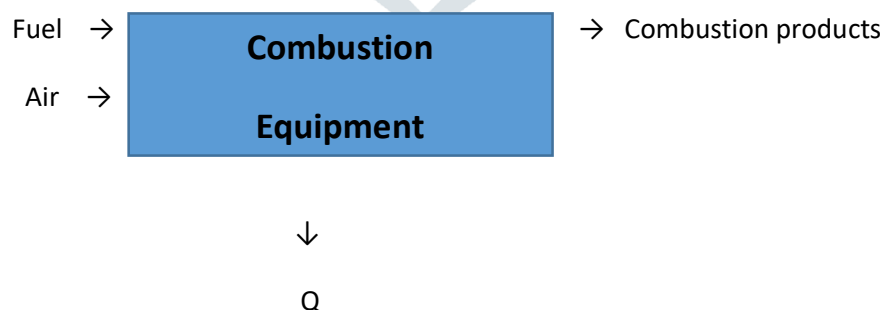 Fuel → Combustion → Combustion products
Air → Equipment
↓
Q